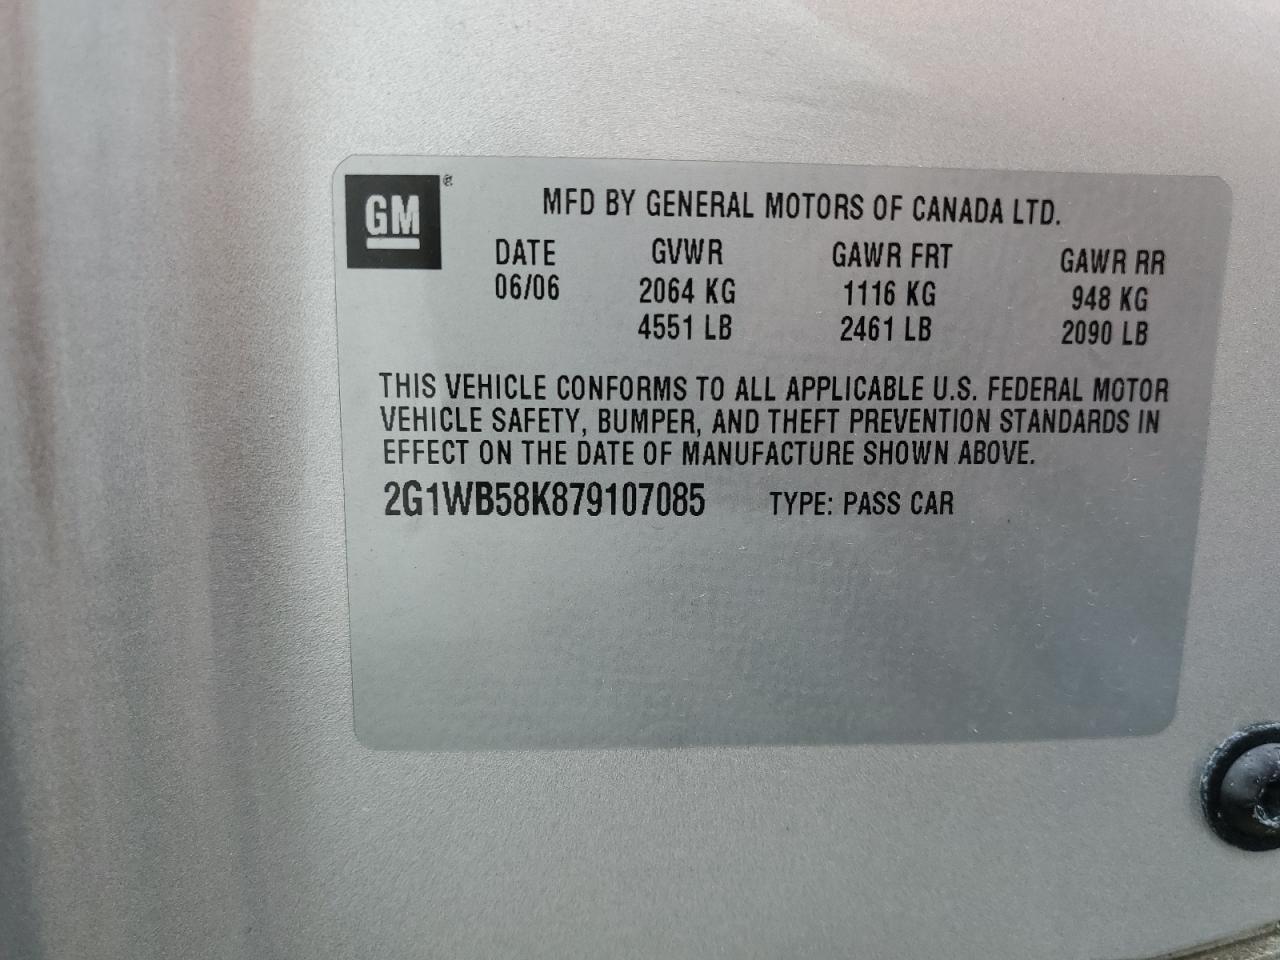 GM®
MFD BY GENERAL MOTORS OF CANADA LTD.
DATE GVWR GAWR FRT GAWR RR
06/06 2064 KG 1116 KG 948 KG
4551 LB 2461 LB 2090 LB
THIS VEHICLE CONFORMS TO ALL APPLICABLE U.S. FEDERAL MOTOR
VEHICLE SAFETY, BUMPER, AND THEFT PREVENTION STANDARDS IN
EFFECT ON THE DATE OF MANUFACTURE SHOWN ABOVE.
2G1WB58K879107085 TYPE: PASS CAR